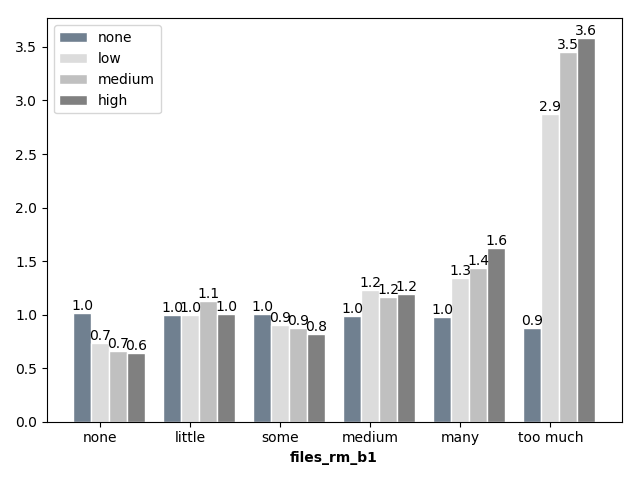 none
low
medium
high
3.5
3.0
2.5
2.0
1.5
1.0
0.5
0.0
1.0 0.7 0.7 0.6
1.0 1.0 1.1 1.0
1.0 0.9 0.9 0.8
1.0 1.2 1.2 1.2
1.0 1.3 1.4 1.6
0.9 2.9 3.5 3.6
none little some medium many too much
files_rm_b1